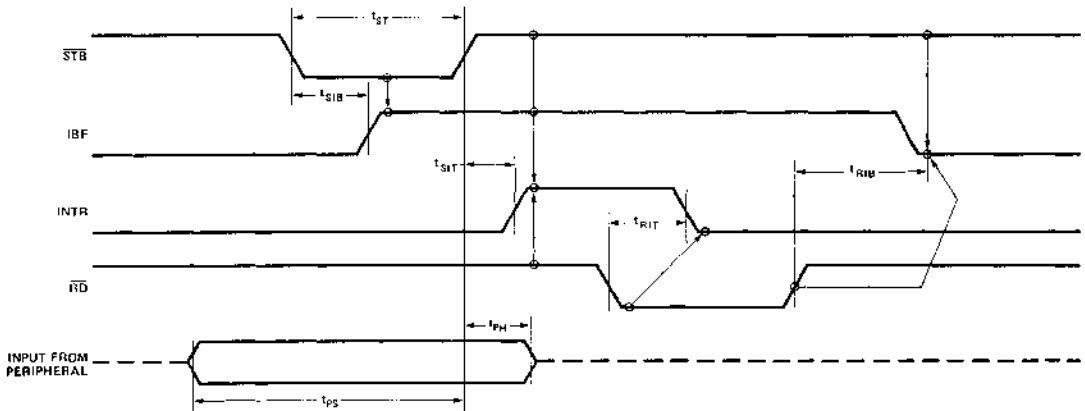 tST
STB
tSIB
IBF
tSIT
tRIB
INTR
tRIT
RD
tPH
INPUT FROM
PERIPHERAL
tPS